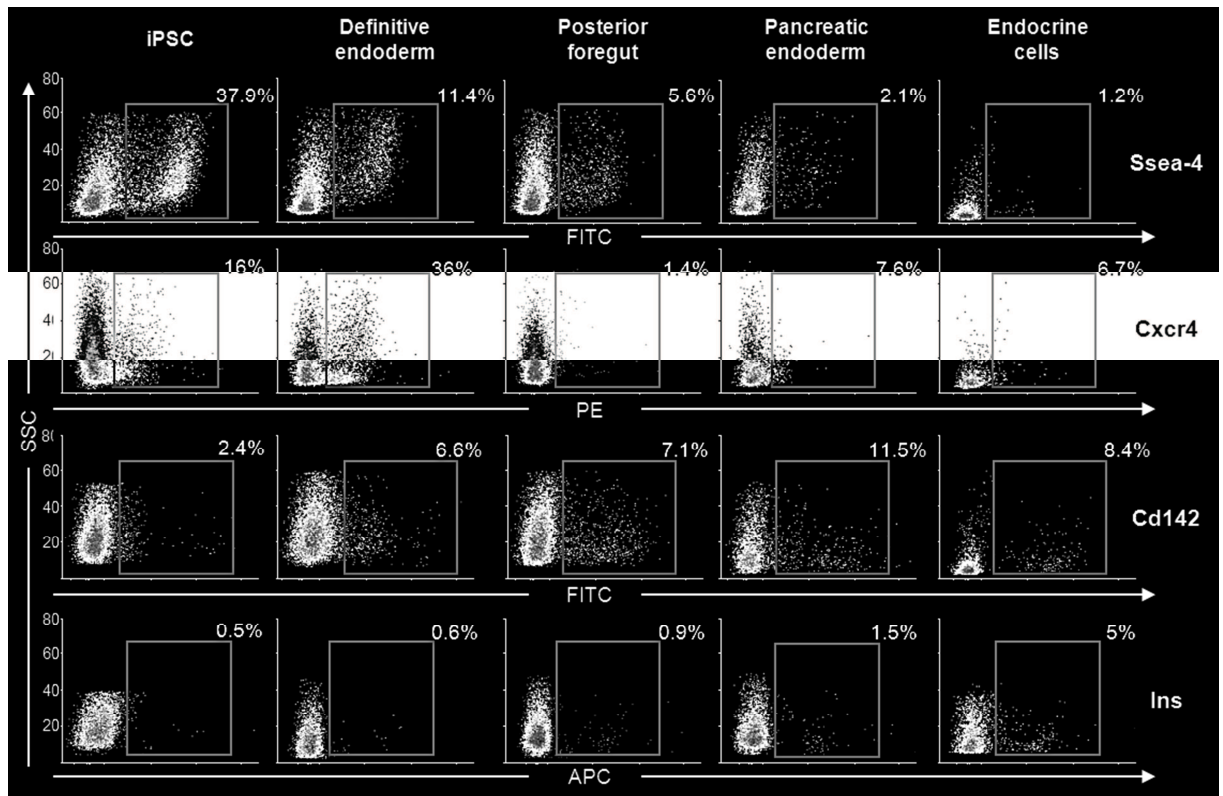 iPSC
Definitive
endoderm
Posterior
foregut
Pancreatic
endoderm
Endocrine
cells
80
60
40
20
37.9%
11.4%
5.6%
2.1%
1.2%
Ssea-4
FITC
80
60
20
16%
36%
1.4%
7.6%
6.7%
Cxcr4
PE
SSC
60
40
20
2.4%
6.6%
7.1%
11.5%
8.4%
Cd142
FITC
80
60
40
20
0.5%
0.6%
0.9%
1.5%
5%
Ins
APC